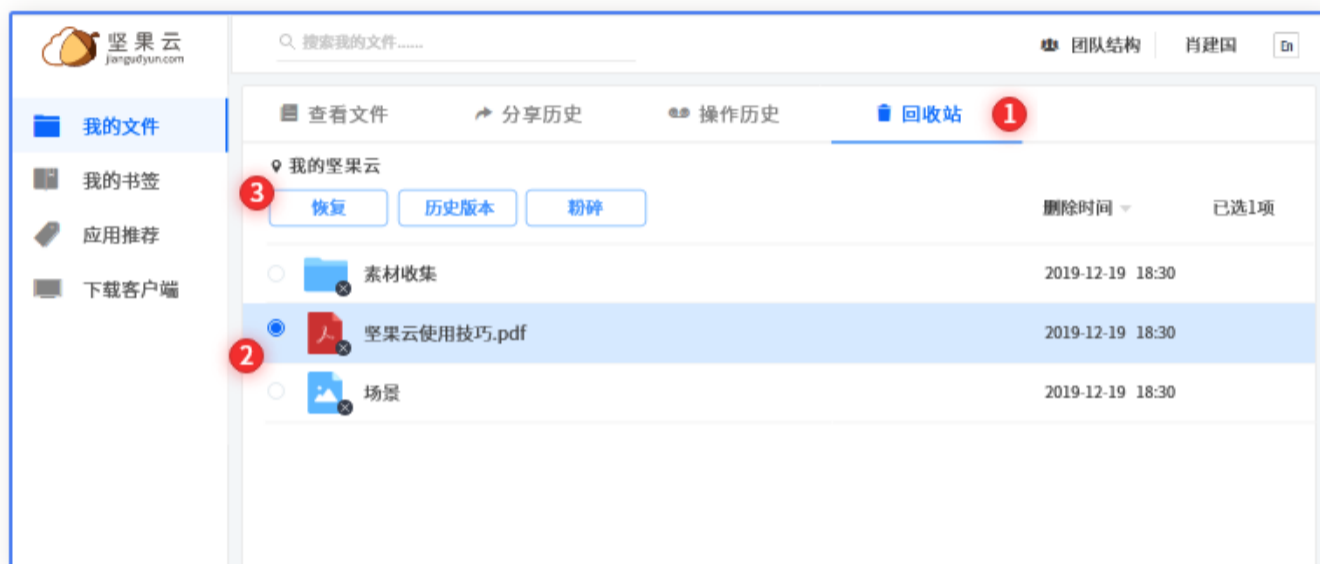 坚果云
jianguoyun.com
搜索我的文件......
团队结构
肖建国
En
我的文件
我的书签
应用推荐
下载客户端
查看文件
分享历史
操作历史
回收站
1
我的坚果云
3
恢复
历史版本
粉碎
删除时间
已选1项
素材收集
2019-12-19 18:30
坚果云使用技巧.pdf
2019-12-19 18:30
2
场景
2019-12-19 18:30